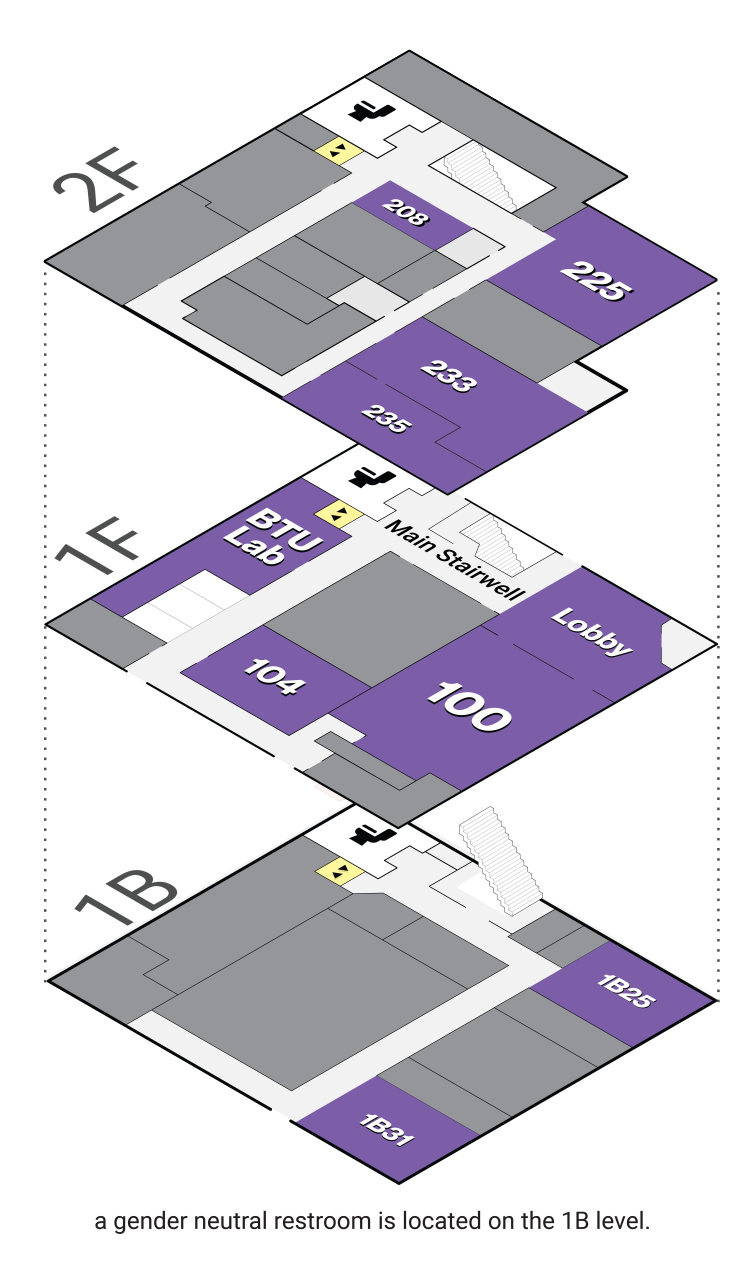 2F
208
225
233
235
1F
BTU
Lab
Main Stairwell
Lobby
104
100
1B
1B25
1B31
a gender neutral restroom is located on the 1B level.